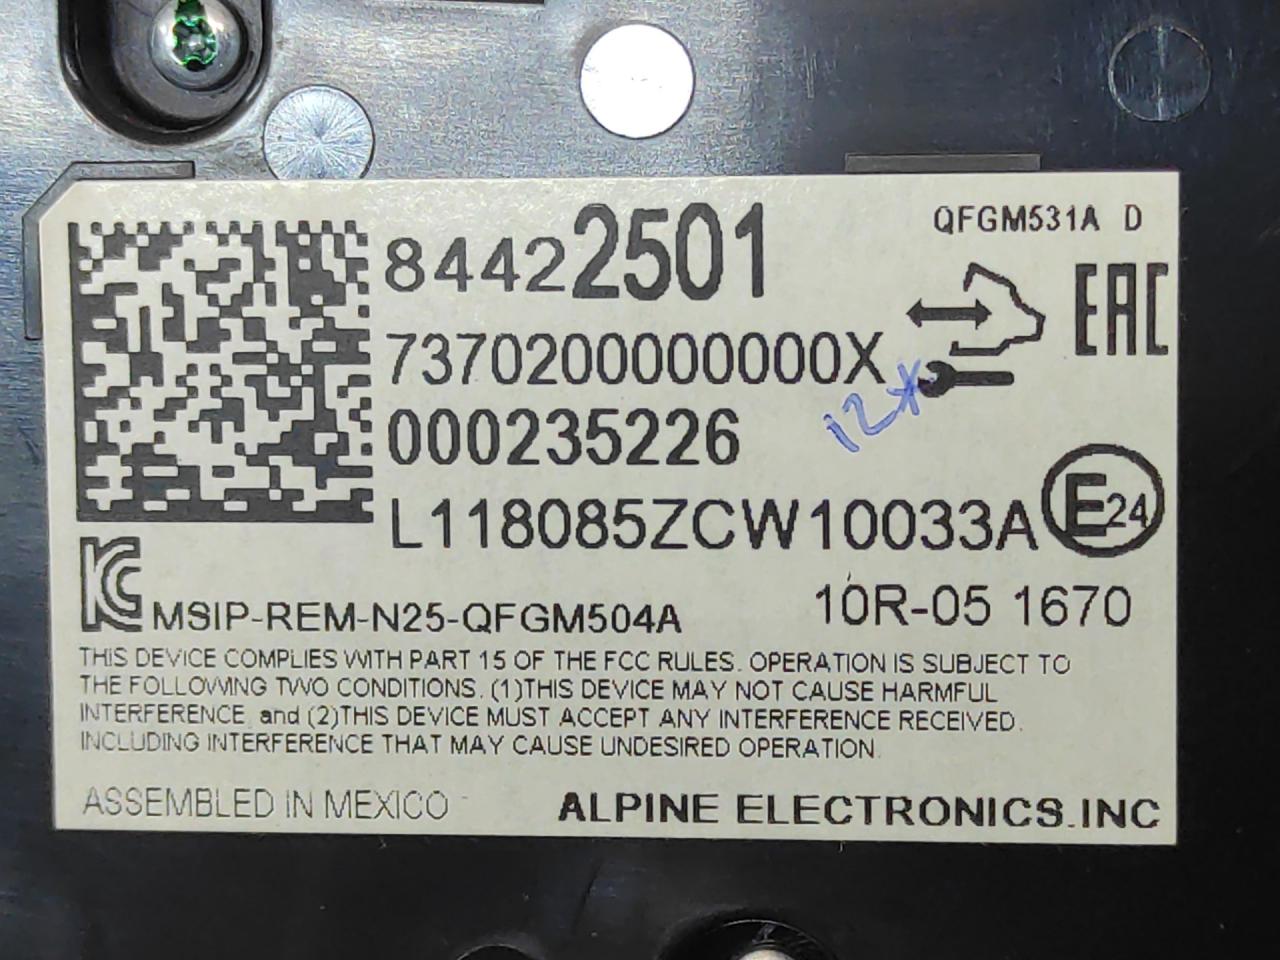 QFGM531A D
84422501
EAC
7370200000000X
12*
000235226
L118085ZCW10033A
E24
KC MSIP-REM-N25-QFGM504A
10R-05 1670
THIS DEVICE COMPLIES WITH PART 15 OF THE FCC RULES. OPERATION IS SUBJECT TO
THE FOLLOWING TWO CONDITIONS. (1)THIS DEVICE MAY NOT CAUSE HARMFUL
INTERFERENCE, and (2)THIS DEVICE MUST ACCEPT ANY INTERFERENCE RECEIVED.
INCLUDING INTERFERENCE THAT MAY CAUSE UNDESIRED OPERATION.
ASSEMBLED IN MEXICO
ALPINE ELECTRONICS.INC